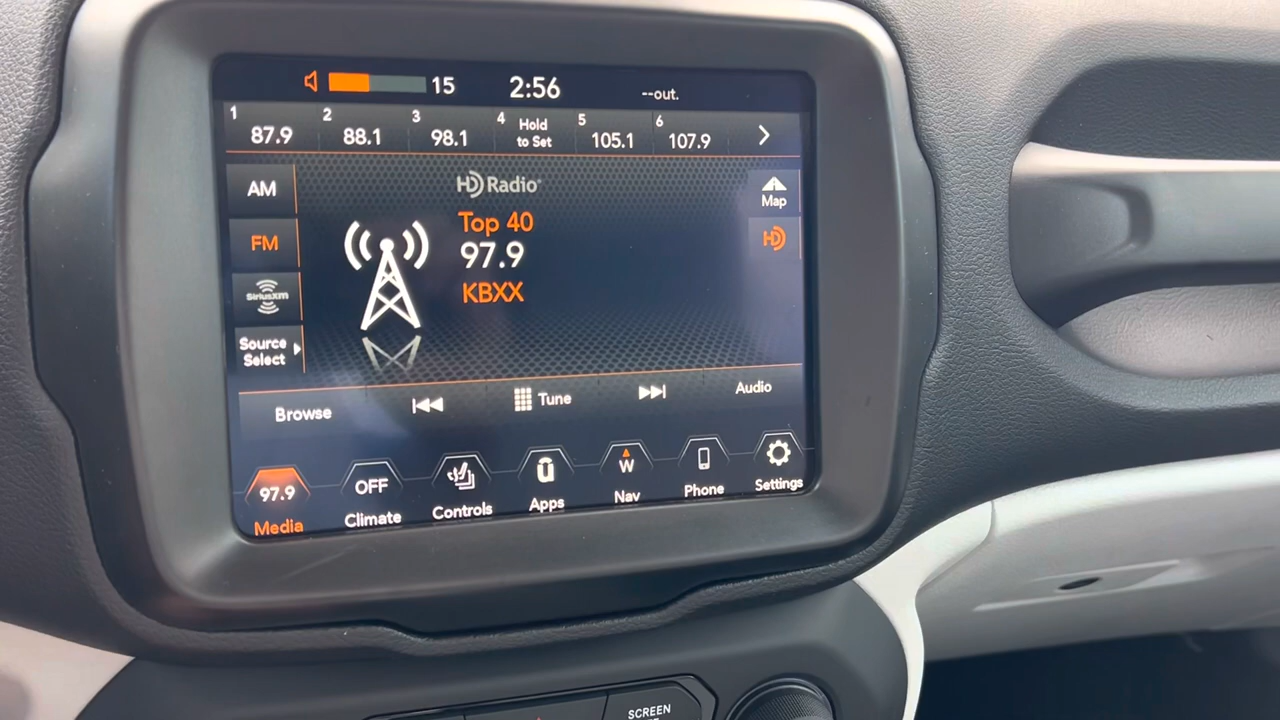 15 2:56 --out.
1 2 3 4 5 6
87.9 88.1 98.1 Hold to Set 105.1 107.9
AM
HD Radio
Map
Top 40
FM
97.9
HD
KBXX
SiriusXM
Source
Select
Browse Tune Audio
97.9 OFF W
Media Climate Controls Apps Nav Phone Settings
SCREEN